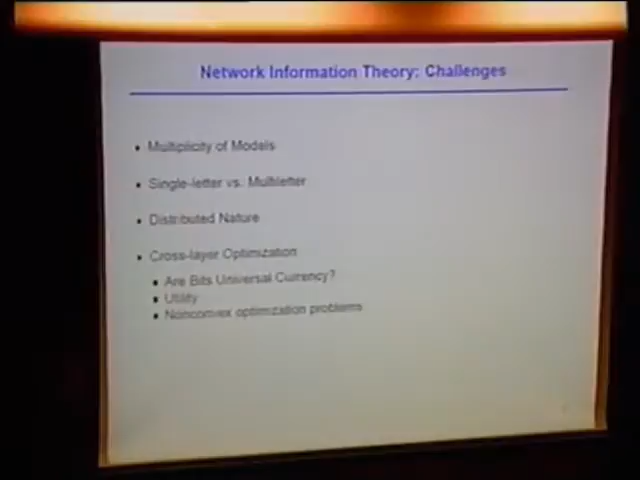 Network Information Theory: Challenges
• Multiplicity of Models
• Single-letter vs. Multiletter
• Distributed Nature
• Cross-layer Optimization
• Are Bits Universal Currency?
• Utility
• Nonconvex optimization problems